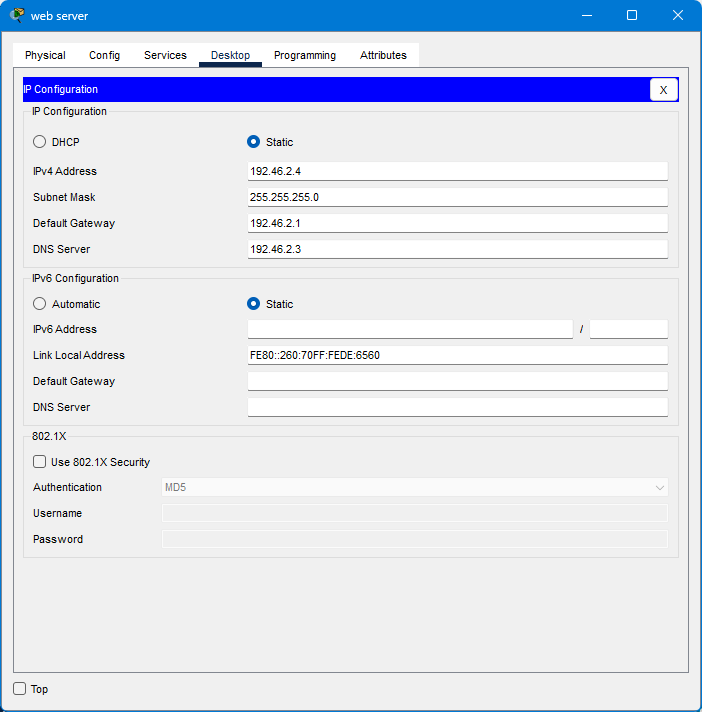 web server
Physical Config Services Desktop Programming Attributes
IP Configuration X
IP Configuration
DHCP Static
IPv4 Address 192.46.2.4
Subnet Mask 255.255.255.0
Default Gateway 192.46.2.1
DNS Server 192.46.2.3
IPv6 Configuration
Automatic Static
IPv6 Address /
Link Local Address FE80::260:70FF:FEDE:6560
Default Gateway
DNS Server
802.1X
Use 802.1X Security
Authentication MD5
Username
Password
Top